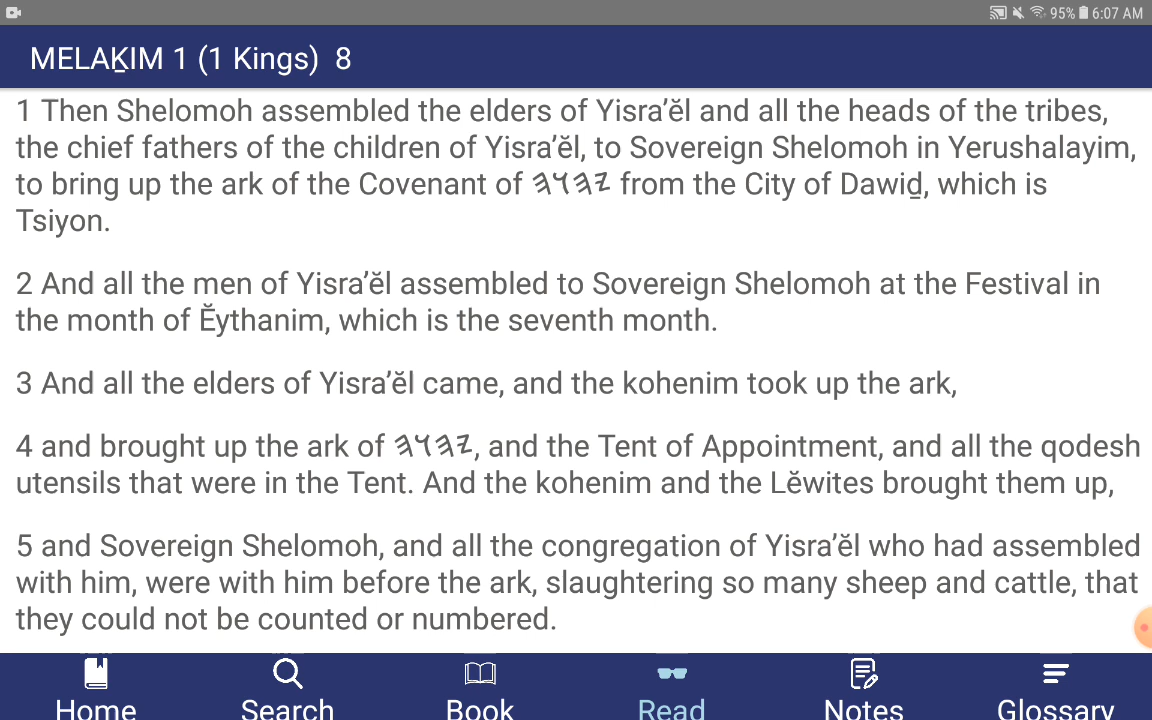 95% 6:07 AM
MELAḴIM 1 (1 Kings) 8
1 Then Shelomoh assembled the elders of Yisra’ĕl and all the heads of the tribes,
the chief fathers of the children of Yisra’ĕl, to Sovereign Shelomoh in Yerushalayim,
to bring up the ark of the Covenant of 𐤉𐤄𐤅𐤄 from the City of Dawiḏ, which is
Tsiyon.
2 And all the men of Yisra’ĕl assembled to Sovereign Shelomoh at the Festival in
the month of Ĕythanim, which is the seventh month.
3 And all the elders of Yisra’ĕl came, and the kohenim took up the ark,
4 and brought up the ark of 𐤉𐤄𐤅𐤄, and the Tent of Appointment, and all the qodesh
utensils that were in the Tent. And the kohenim and the Lĕwites brought them up,
5 and Sovereign Shelomoh, and all the congregation of Yisra’ĕl who had assembled
with him, were with him before the ark, slaughtering so many sheep and cattle, that
they could not be counted or numbered.
Home Search Book Read Notes Glossary